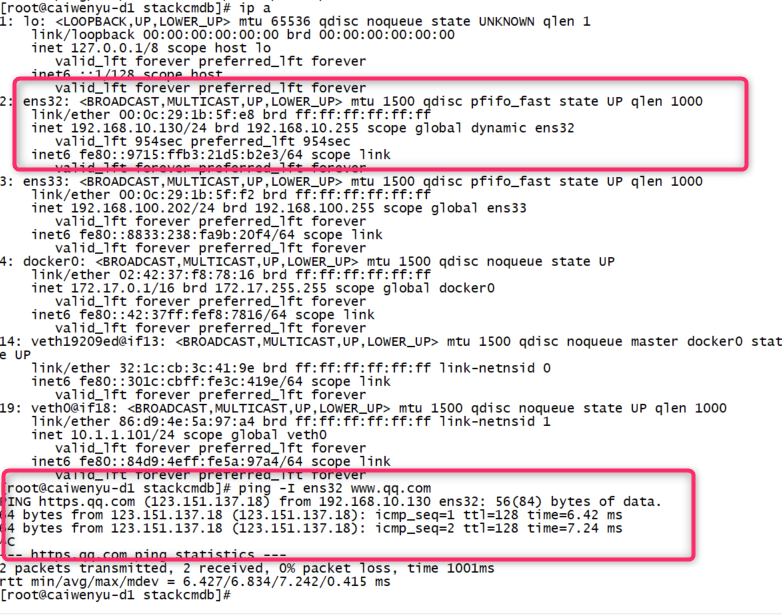 [root@caiwenyu-d1 stackcmdb]# ip a
1: lo: <LOOPBACK,UP,LOWER_UP> mtu 65536 qdisc noqueue state UNKNOWN qlen 1
    link/loopback 00:00:00:00:00:00 brd 00:00:00:00:00:00
    inet 127.0.0.1/8 scope host lo
       valid_lft forever preferred_lft forever
    inet6 ::1/128 scope host
       valid_lft forever preferred_lft forever
2: ens32: <BROADCAST,MULTICAST,UP,LOWER_UP> mtu 1500 qdisc pfifo_fast state UP qlen 1000
    link/ether 00:0c:29:1b:5f:e8 brd ff:ff:ff:ff:ff:ff
    inet 192.168.10.130/24 brd 192.168.10.255 scope global dynamic ens32
       valid_lft 954sec preferred_lft 954sec
    inet6 fe80::9715:ffb3:21d5:b2e3/64 scope link
       valid_lft forever preferred_lft forever
3: ens33: <BROADCAST,MULTICAST,UP,LOWER_UP> mtu 1500 qdisc pfifo_fast state UP qlen 1000
    link/ether 00:0c:29:1b:5f:f2 brd ff:ff:ff:ff:ff:ff
    inet 192.168.100.202/24 brd 192.168.100.255 scope global ens33
       valid_lft forever preferred_lft forever
    inet6 fe80::8833:238:fa9b:20f4/64 scope link
       valid_lft forever preferred_lft forever
4: docker0: <BROADCAST,MULTICAST,UP,LOWER_UP> mtu 1500 qdisc noqueue state UP
    link/ether 02:42:37:f8:78:16 brd ff:ff:ff:ff:ff:ff
    inet 172.17.0.1/16 brd 172.17.255.255 scope global docker0
       valid_lft forever preferred_lft forever
    inet6 fe80::42:37ff:fef8:7816/64 scope link
       valid_lft forever preferred_lft forever
14: veth19209ed@if13: <BROADCAST,MULTICAST,UP,LOWER_UP> mtu 1500 qdisc noqueue master docker0 stat
e UP
    link/ether 32:1c:cb:3c:41:9e brd ff:ff:ff:ff:ff:ff link-netnsid 0
    inet6 fe80::301c:cbff:fe3c:419e/64 scope link
       valid_lft forever preferred_lft forever
19: veth0@if18: <BROADCAST,MULTICAST,UP,LOWER_UP> mtu 1500 qdisc noqueue state UP qlen 1000
    link/ether 86:d9:4e:5a:97:a4 brd ff:ff:ff:ff:ff:ff link-netnsid 1
    inet 10.1.1.101/24 scope global veth0
       valid_lft forever preferred_lft forever
    inet6 fe80::84d9:4eff:fe5a:97a4/64 scope link
       valid_lft forever preferred_lft forever
[root@caiwenyu-d1 stackcmdb]# ping -I ens32 www.qq.com
PING https.qq.com (123.151.137.18) from 192.168.10.130 ens32: 56(84) bytes of data.
64 bytes from 123.151.137.18 (123.151.137.18): icmp_seq=1 ttl=128 time=6.42 ms
64 bytes from 123.151.137.18 (123.151.137.18): icmp_seq=2 ttl=128 time=7.24 ms
^C
--- https.qq.com ping statistics ---
2 packets transmitted, 2 received, 0% packet loss, time 1001ms
rtt min/avg/max/mdev = 6.427/6.834/7.242/0.415 ms
[root@caiwenyu-d1 stackcmdb]#